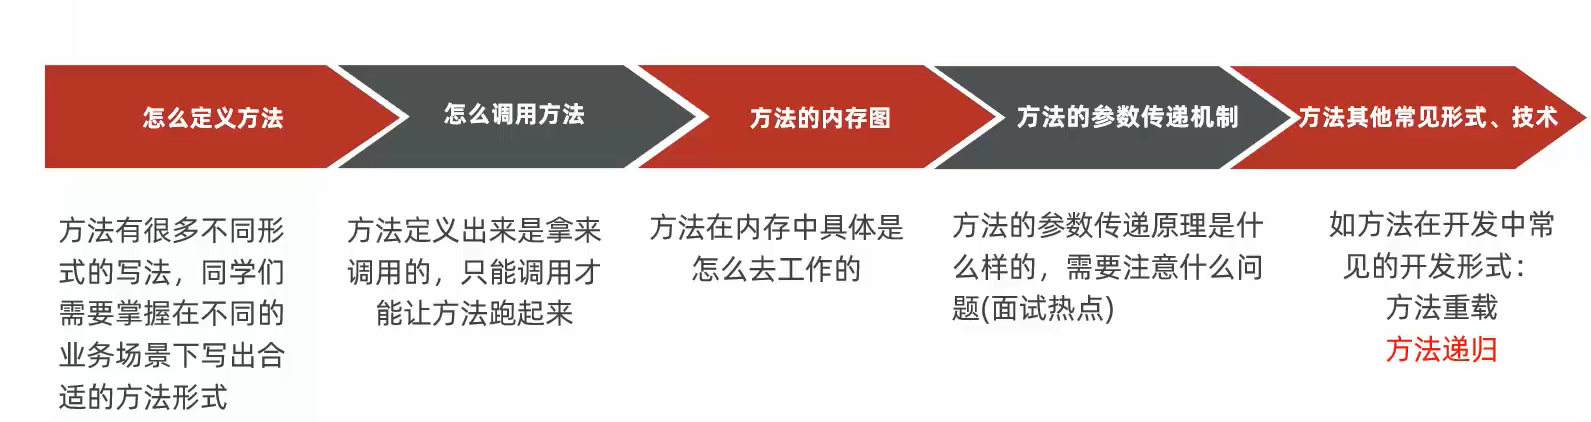 怎么定义方法
怎么调用方法
方法的内存图
方法的参数传递机制
方法其他常见形式、技术
方法有很多不同形
式的写法，同学们
需要掌握在不同的
业务场景下写出合
适的方法形式
方法定义出来是拿来
调用的，只能调用才
能让方法跑起来
方法在内存中具体是
怎么去工作的
方法的参数传递原理是什
么样的，需要注意什么问
题(面试热点)
如方法在开发中常
见的开发形式：
方法重载
方法递归